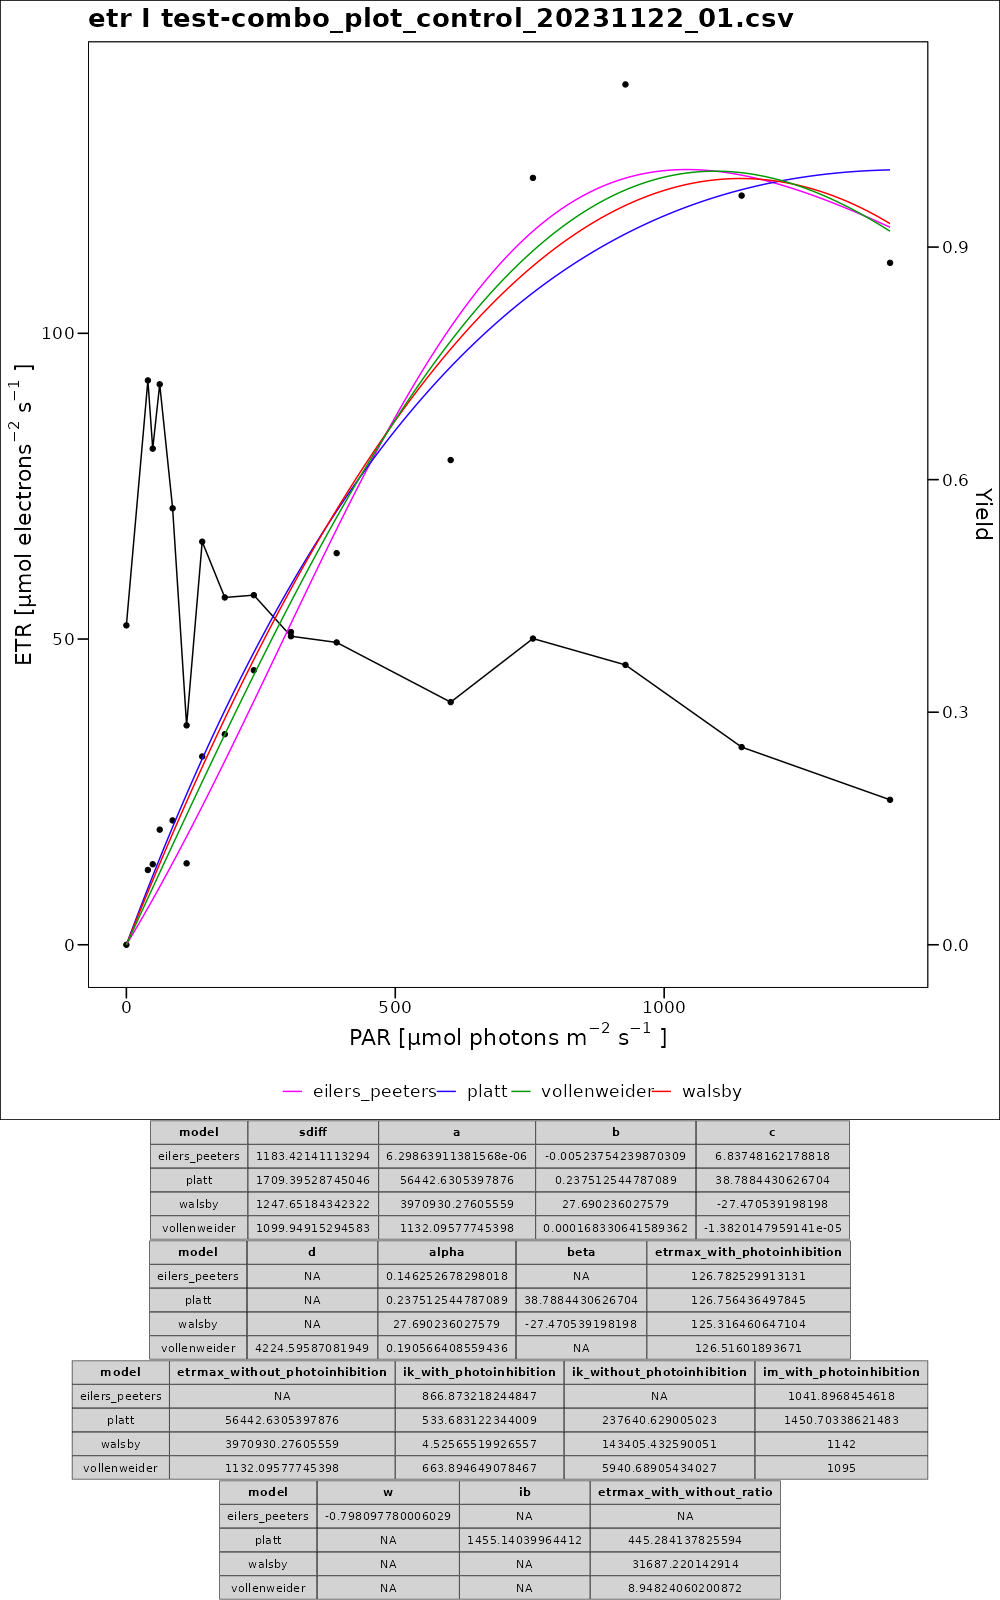 etr I test-combo_plot_control_20231122_01.csv
100
50
0
ETR [µmol electrons−2 s−1 ]
0.9
0.6
0.3
0.0
Yield
0 500 1000
PAR [µmol photons m−2 s−1 ]
eilers_peeters platt vollenweider walsby
model sdiff a b c
eilers_peeters 1183.42141113294 6.29863911381568e-06 -0.00523754239870309 6.83748162178818
platt 1709.39528745046 56442.6305397876 0.237512544787089 38.7884430626704
walsby 1247.65184342322 3970930.27605559 27.690236027579 -27.470539198198
vollenweider 1099.94915294583 1132.09577745398 0.000168330641589362 -1.3820147959141e-05
model d alpha beta etrmax_with_photoinhibition
eilers_peeters NA 0.146252678298018 NA 126.782529913131
platt NA 0.237512544787089 38.7884430626704 126.756436497845
walsby NA 27.690236027579 -27.470539198198 125.316460647104
vollenweider 4224.59587081949 0.190566408559436 NA 126.51601893671
model etrmax_without_photoinhibition ik_with_photoinhibition ik_without_photoinhibition im_with_photoinhibition
eilers_peeters NA 866.873218244847 NA 1041.8968454618
platt 56442.6305397876 533.683122344009 237640.629005023 1450.70338621483
walsby 3970930.27605559 4.52565519926557 143405.432590051 1142
vollenweider 1132.09577745398 663.894649078467 5940.68905434027 1095
model w ib etrmax_with_without_ratio
eilers_peeters -0.798097780006029 NA NA
platt NA 1455.14039964412 445.284137825594
walsby NA NA 31687.220142914
vollenweider NA NA 8.94824060200872